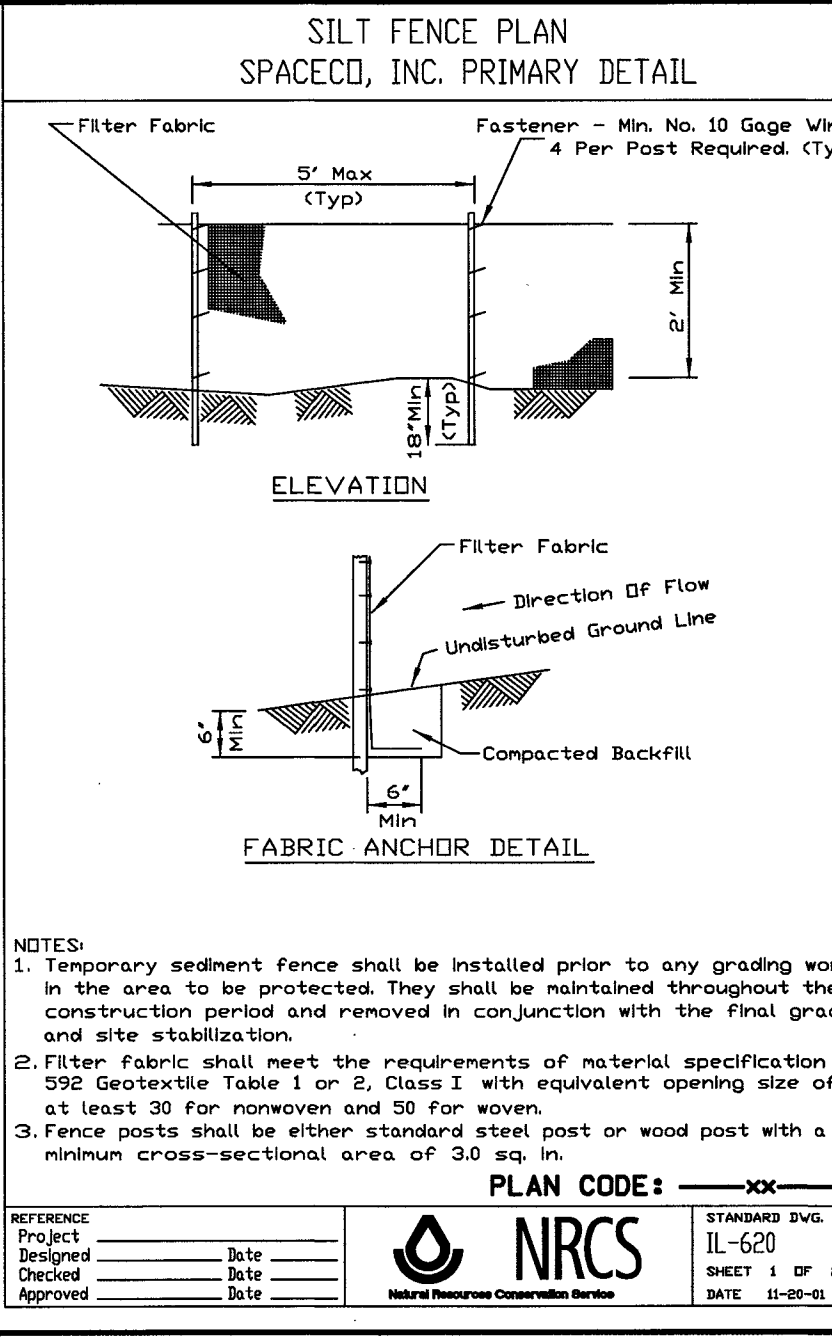 SILT FENCE PLAN
SPACECO, INC. PRIMARY DETAIL
Filter Fabric
Fastener - Min. No. 10 Gage
4 Per Post Required.
5' Max
(Typ)
2' Min
18" Min
(Typ)
ELEVATION
Filter Fabric
Direction Of Flow
Undisturbed Ground Line
6"
Min
Compacted Backfill
6"
Min
FABRIC ANCHOR DETAIL
NOTES:
1. Temporary sediment fence shall be installed prior to any grading
in the area to be protected. They shall be maintained throughout the
construction period and removed in conjunction with the final
and site stabilization.
2. Filter fabric shall meet the requirements of material specification
592 Geotextile Table 1 or 2, Class I with equivalent opening size of
at least 30 for nonwoven and 50 for woven.
3. Fence posts shall be either standard steel post or wood post with a
minimum cross-sectional area of 3.0 sq. in.
PLAN CODE: xx
REFERENCE
Project
Designed Date
Checked Date
Approved Date
NRCS
Natural Resources Conservation Service
STANDARD DWG.
IL-620
SHEET 1 OF
DATE 11-20-01